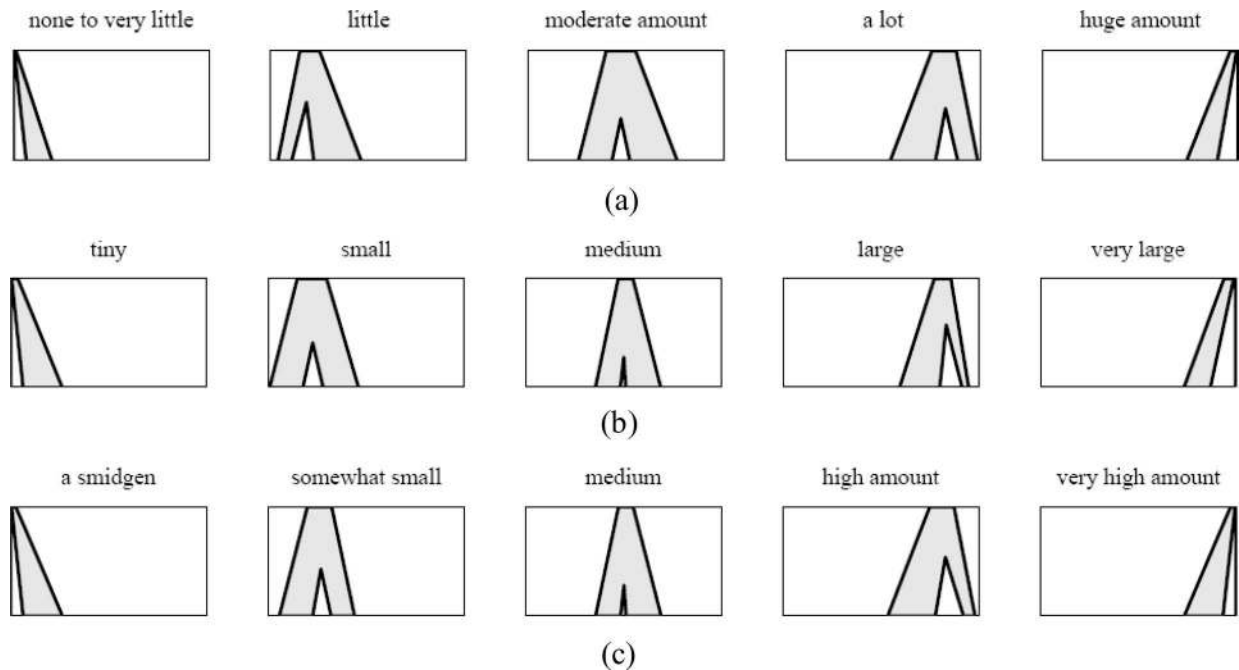 none to very little little moderate amount a lot huge amount
(a)
tiny small medium large very large
(b)
a smidgen somewhat small medium high amount very high amount
(c)